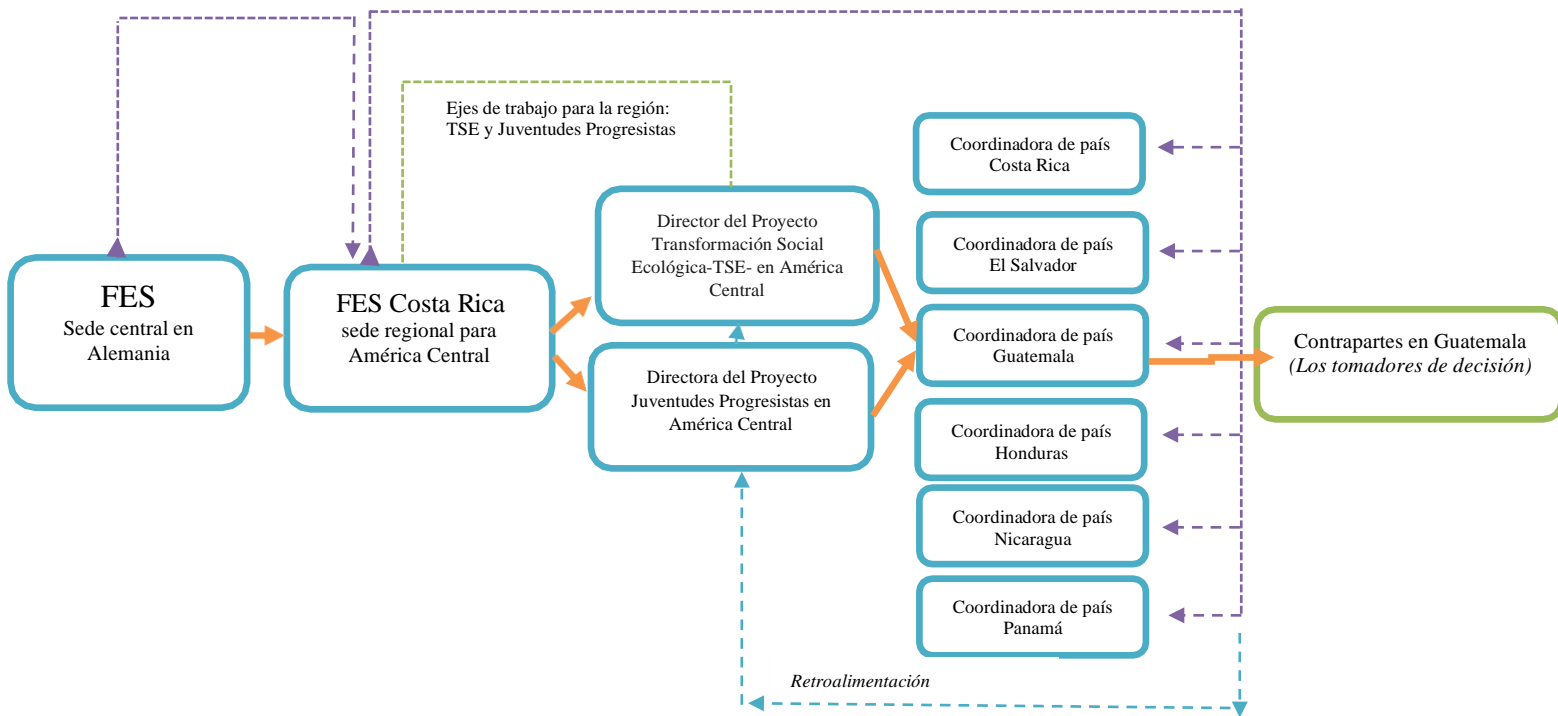 Ejes de trabajo para la región:
TSE y Juventudes Progresistas
FES
Sede central en
Alemania
FES Costa Rica
sede regional para
América Central
Director del Proyecto
Transformación Social
Ecológica-TSE- en América
Central
Directora del Proyecto
Juventudes Progresistas en
América Central
Coordinadora de país
Costa Rica
Coordinadora de país
El Salvador
Coordinadora de país
Guatemala
Coordinadora de país
Honduras
Coordinadora de país
Nicaragua
Coordinadora de país
Panamá
Contrapartes en Guatemala
(Los tomadores de decisión)
Retroalimentación